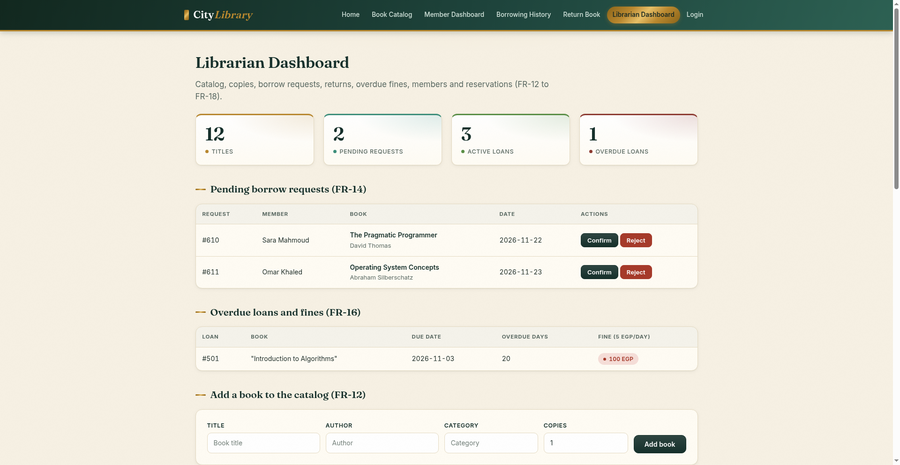 CityLibrary
Home Book Catalog Member Dashboard Borrowing History Return Book Librarian Dashboard Login
Librarian Dashboard
Catalog, copies, borrow requests, returns, overdue fines, members and reservations (FR-12 to
FR-18).
12 2 3 1
TITLES PENDING REQUESTS ACTIVE LOANS OVERDUE LOANS
Pending borrow requests (FR-14)
REQUEST MEMBER BOOK DATE ACTIONS
#610 Sara Mahmoud The Pragmatic Programmer 2026-11-22 Confirm Reject
David Thomas
#611 Omar Khaled Operating System Concepts 2026-11-23 Confirm Reject
Abraham Silberschatz
Overdue loans and fines (FR-16)
LOAN BOOK DUE DATE OVERDUE DAYS FINE (5 EGP/DAY)
#501 "Introduction to Algorithms" 2026-11-03 20 100 EGP
Add a book to the catalog (FR-12)
TITLE AUTHOR CATEGORY COPIES
Book title Author Category 1 Add book